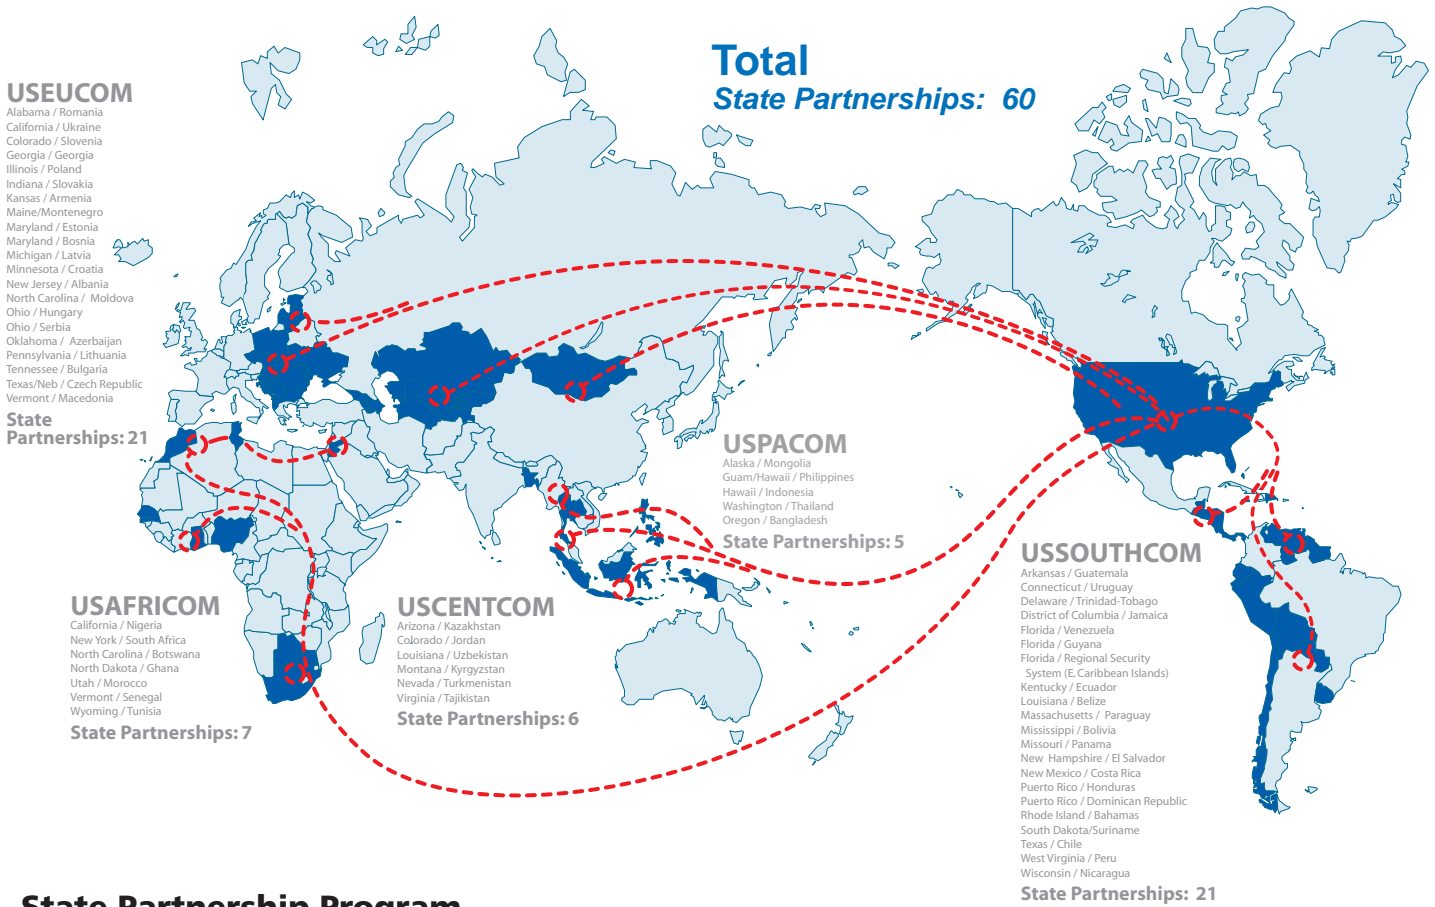 Total
State Partnerships: 60
USEUCOM
Alabama / Romania
California / Ukraine
Colorado / Slovenia
Georgia / Georgia
Illinois / Poland
Indiana / Slovakia
Kansas / Armenia
Maine/Montenegro
Maryland / Estonia
Maryland / Bosnia
Michigan / Latvia
Minnesota / Croatia
New Jersey / Albania
North Carolina / Moldova
Ohio / Hungary
Ohio / Serbia
Oklahoma / Azerbaijan
Pennsylvania / Lithuania
Tennessee / Bulgaria
Texas/Neb / Czech Republic
Vermont / Macedonia
State
Partnerships: 21
USPACOM
Alaska / Mongolia
Guam/Hawaii / Philippines
Hawaii / Indonesia
Washington / Thailand
Oregon / Bangladesh
State Partnerships: 5
USAFRICOM
California / Nigeria
New York / South Africa
North Carolina / Botswana
North Dakota / Ghana
Utah / Morocco
Vermont / Senegal
Wyoming / Tunisia
State Partnerships: 7
USCENTCOM
Arizona / Kazakhstan
Colorado / Jordan
Louisiana / Uzbekistan
Montana / Kyrgyzstan
Nevada / Turkmenistan
Virginia / Tajikistan
State Partnerships: 6
USSOUTHCOM
Arkansas / Guatemala
Connecticut / Uruguay
Delaware / Trinidad-Tobago
District of Columbia / Jamaica
Florida / Venezuela
Florida / Guyana
Florida / Regional Security
System (E. Caribbean Islands)
Kentucky / Ecuador
Louisiana / Belize
Massachusetts / Paraguay
Mississippi / Bolivia
Missouri / Panama
New Hampshire / El Salvador
New Mexico / Costa Rica
Puerto Rico / Honduras
Puerto Rico / Dominican Republic
Rhode Island / Bahamas
South Dakota/Suriname
Texas / Chile
West Virginia / Peru
Wisconsin / Nicaragua
State Partnerships: 21
State Partnership Program